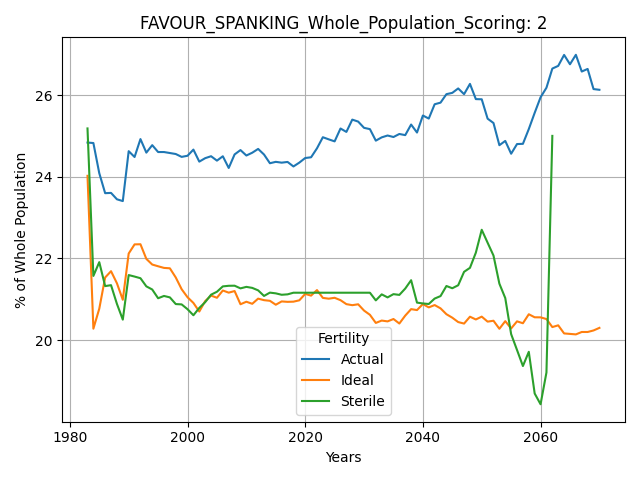 FAVOUR_SPANKING_Whole_Population_Scoring: 2
% of Whole Population
26
24
22
20
Fertility
Actual
Ideal
Sterile
1980 2000 2020 2040 2060
Years